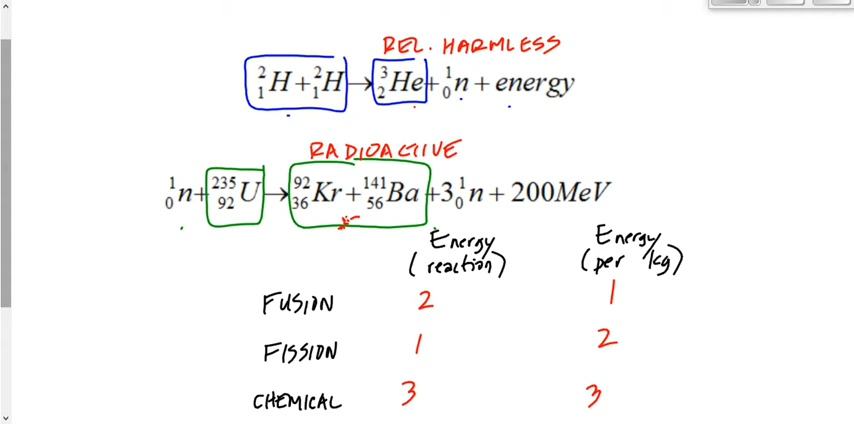 REL. HARMLESS
²₁H + ²₁H → ³₂He + ¹₀n + energy
RADIOACTIVE
¹₀n + ²³⁵₉₂U → ⁹²₃₆Kr + ¹⁴¹₅₆Ba + 3¹₀n + 200MeV
Energy (reaction) Energy (per kg)
FUSION 2 1
FISSION 1 2
CHEMICAL 3 3